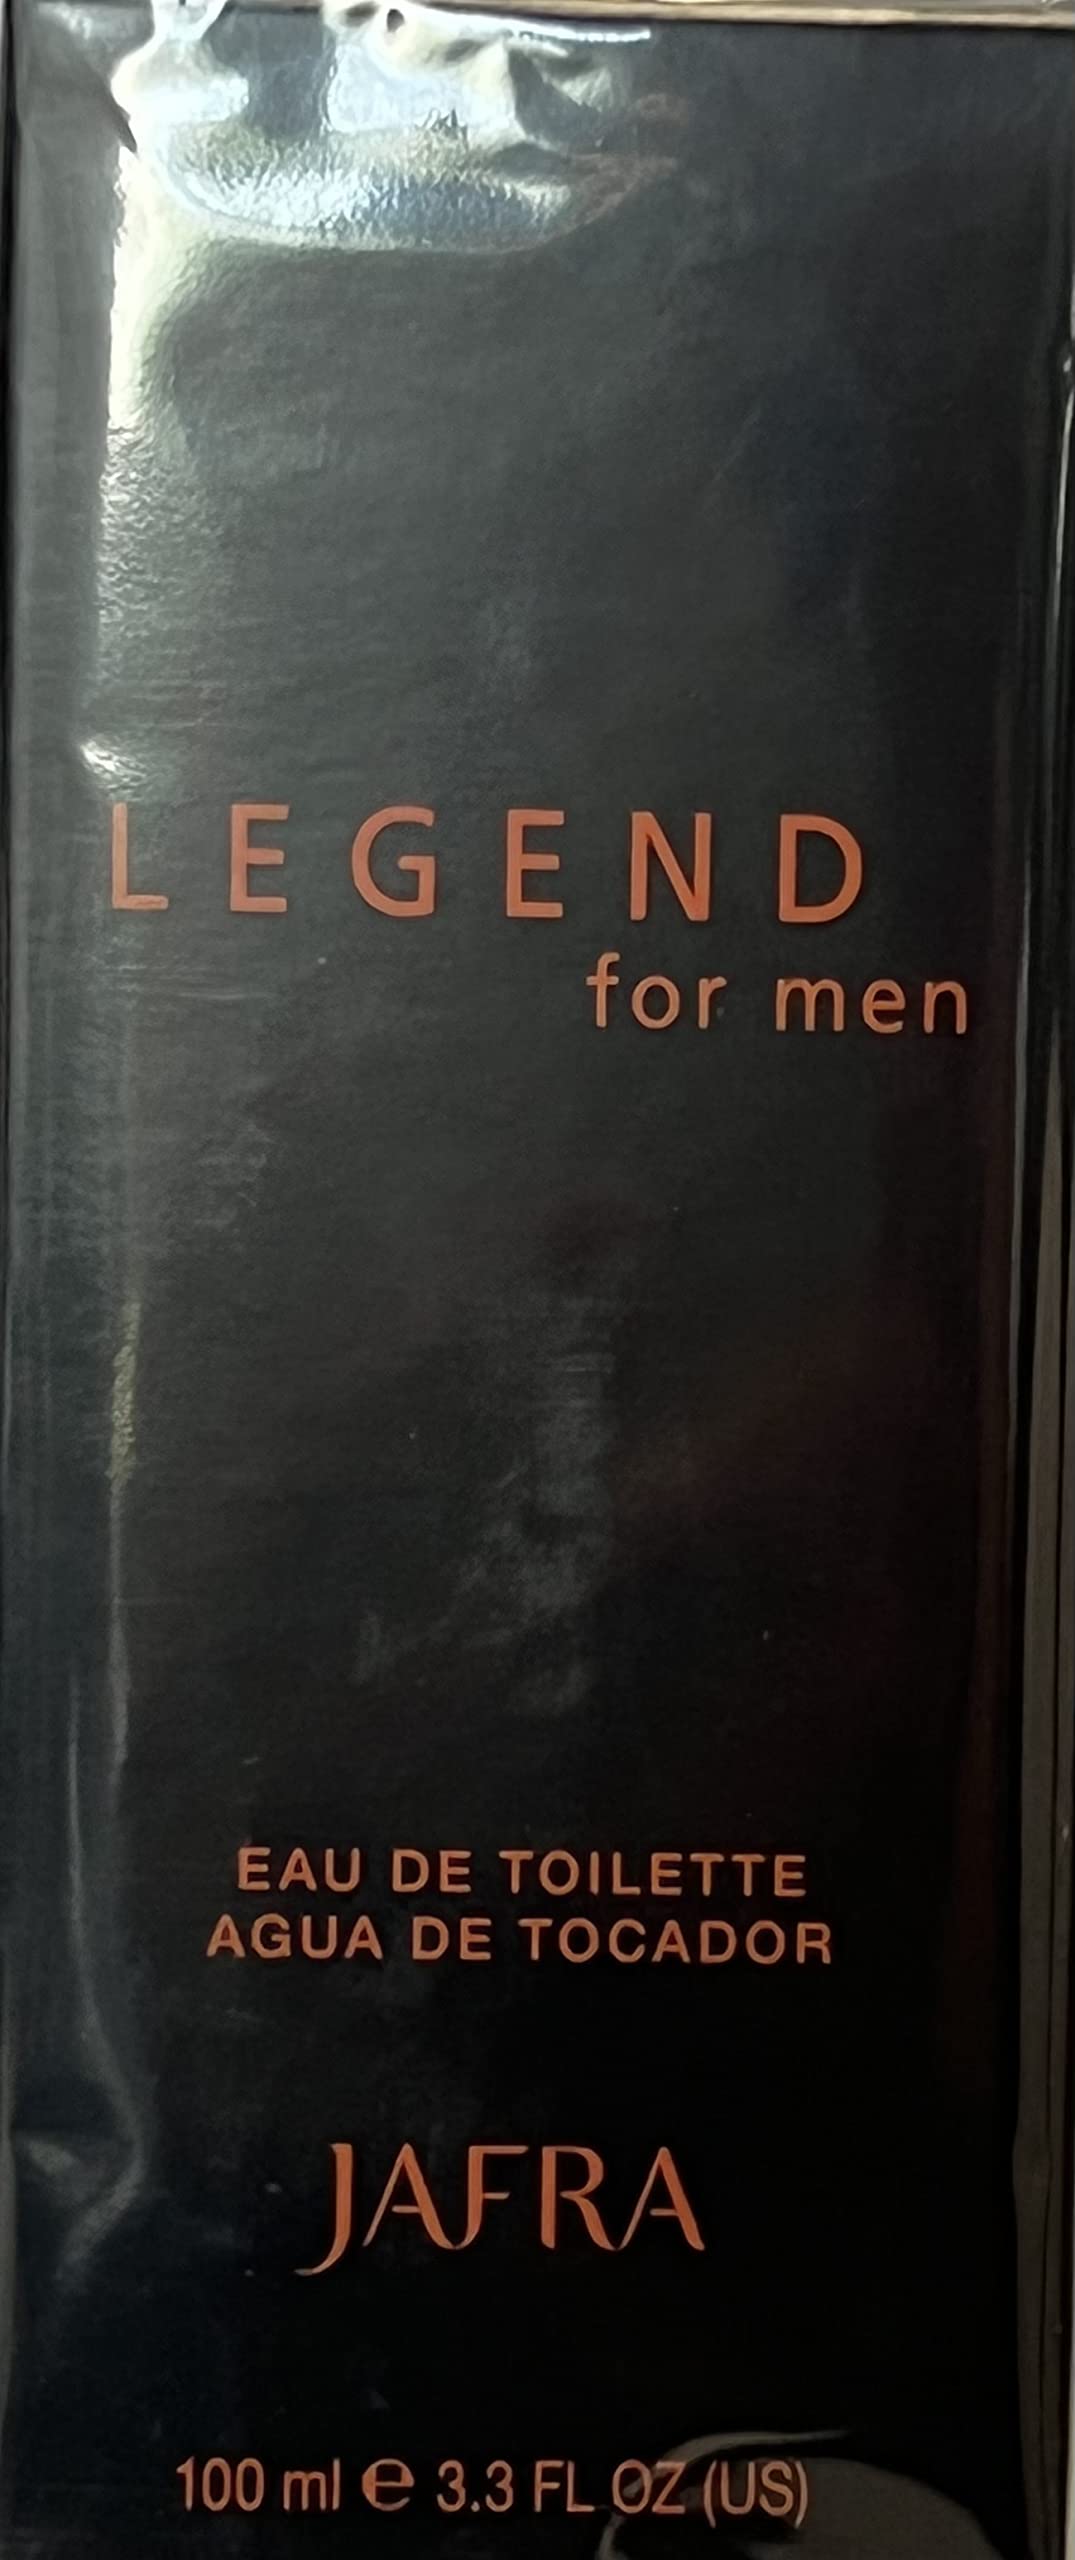 LEGEND
for men
EAU DE TOILETTE
AGUA DE TOCADOR
JAFRA
100 ml e 3.3 FL OZ (US)